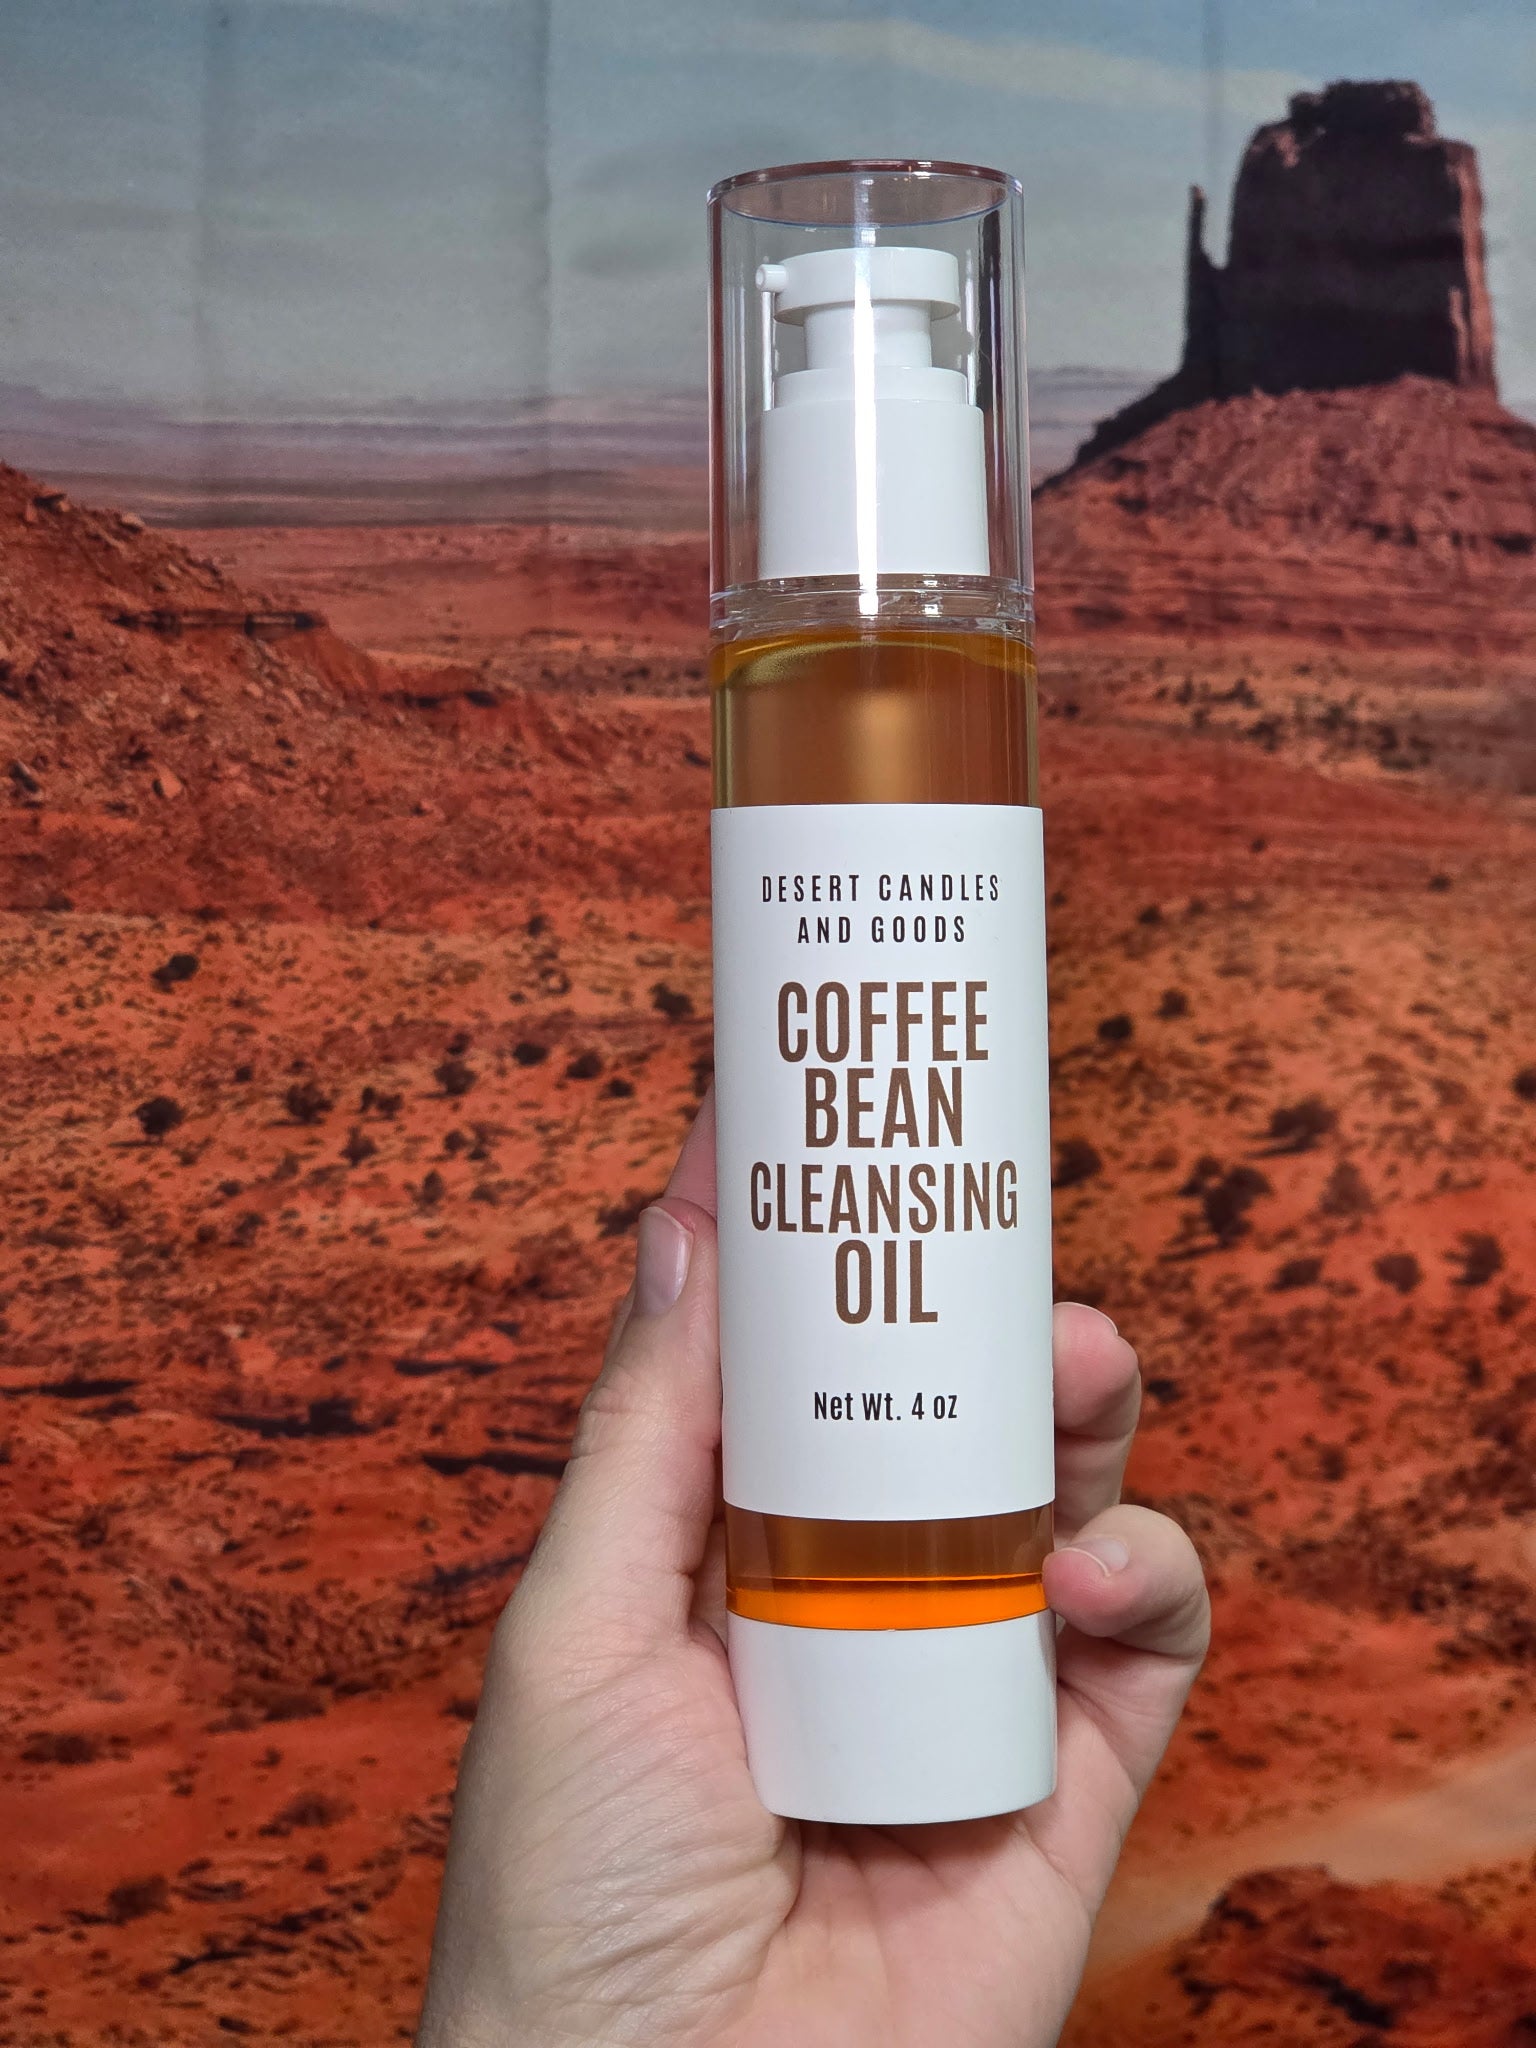 DESERT CANDLES
AND GOODS
COFFEE
BEAN
CLEANSING
OIL
Net Wt. 4 oz